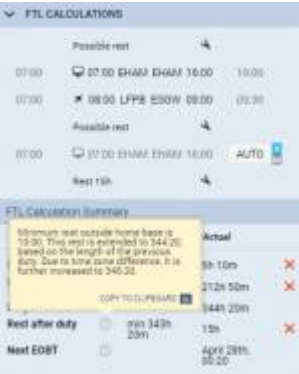 FTL CALCULATIONS
Possible rest
07:00 07:00 EHAM EHAM 16:00 16:00
07:00 08:00 LFPB ESGW 09:00 09:30
Possible rest
07:00 07:00 EHAM EHAM 16:00 AUTO
Rest 15h
FTL Calculation Summary
Minimum rest outside home base is
10:00. This rest is extended to 344:20,
based on the length of the previous
duty. Due to time zone difference, it is
further increased to 346:20.
COPY TO CLIPBOARD
Actual
5h 10m
212h 50m
344h 20m
Rest after duty min 343h 20m 15h
Next EOBT April 28th, 00:20